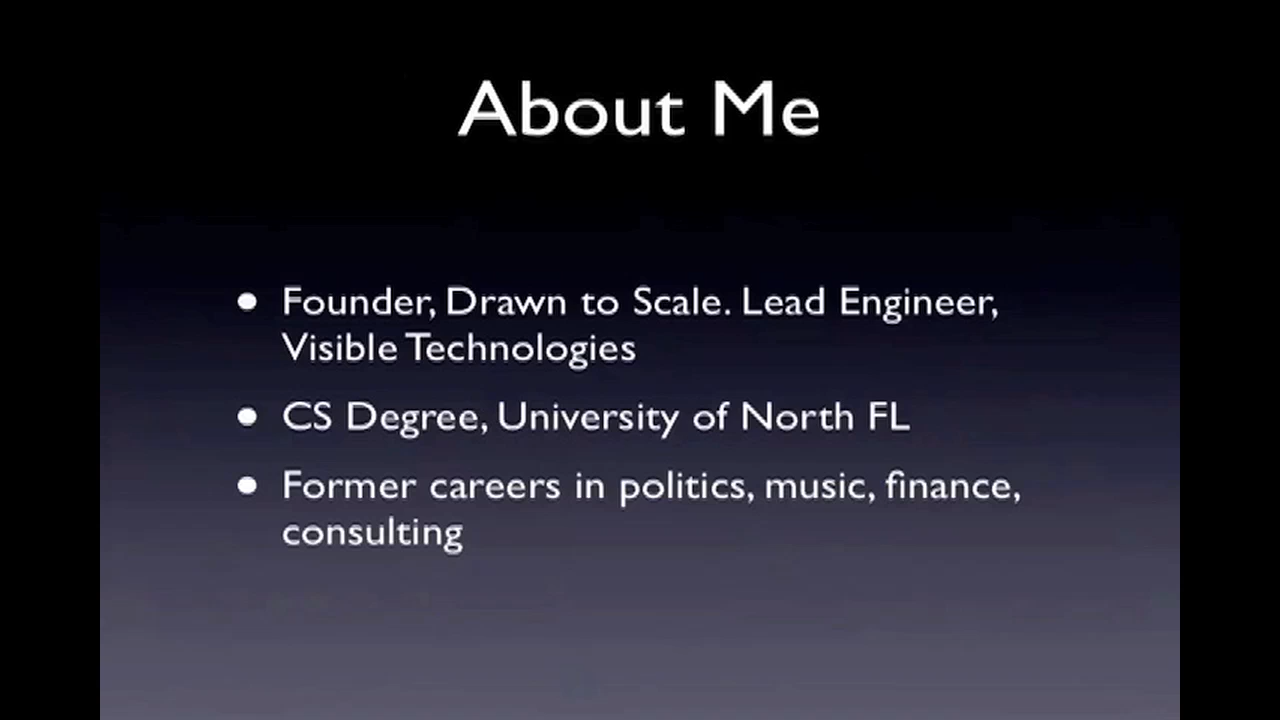 About Me
• Founder, Drawn to Scale. Lead Engineer,
Visible Technologies
• CS Degree, University of North FL
• Former careers in politics, music, finance,
consulting